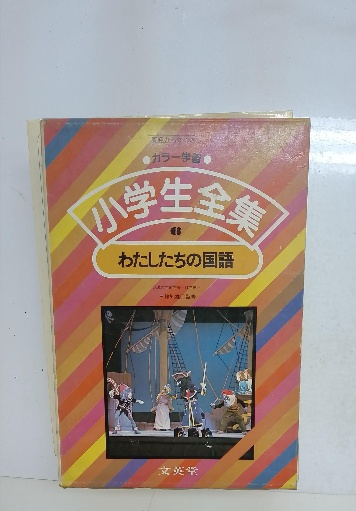 ●カラー学習●
小学生全集
6
わたしたちの国語
文英堂